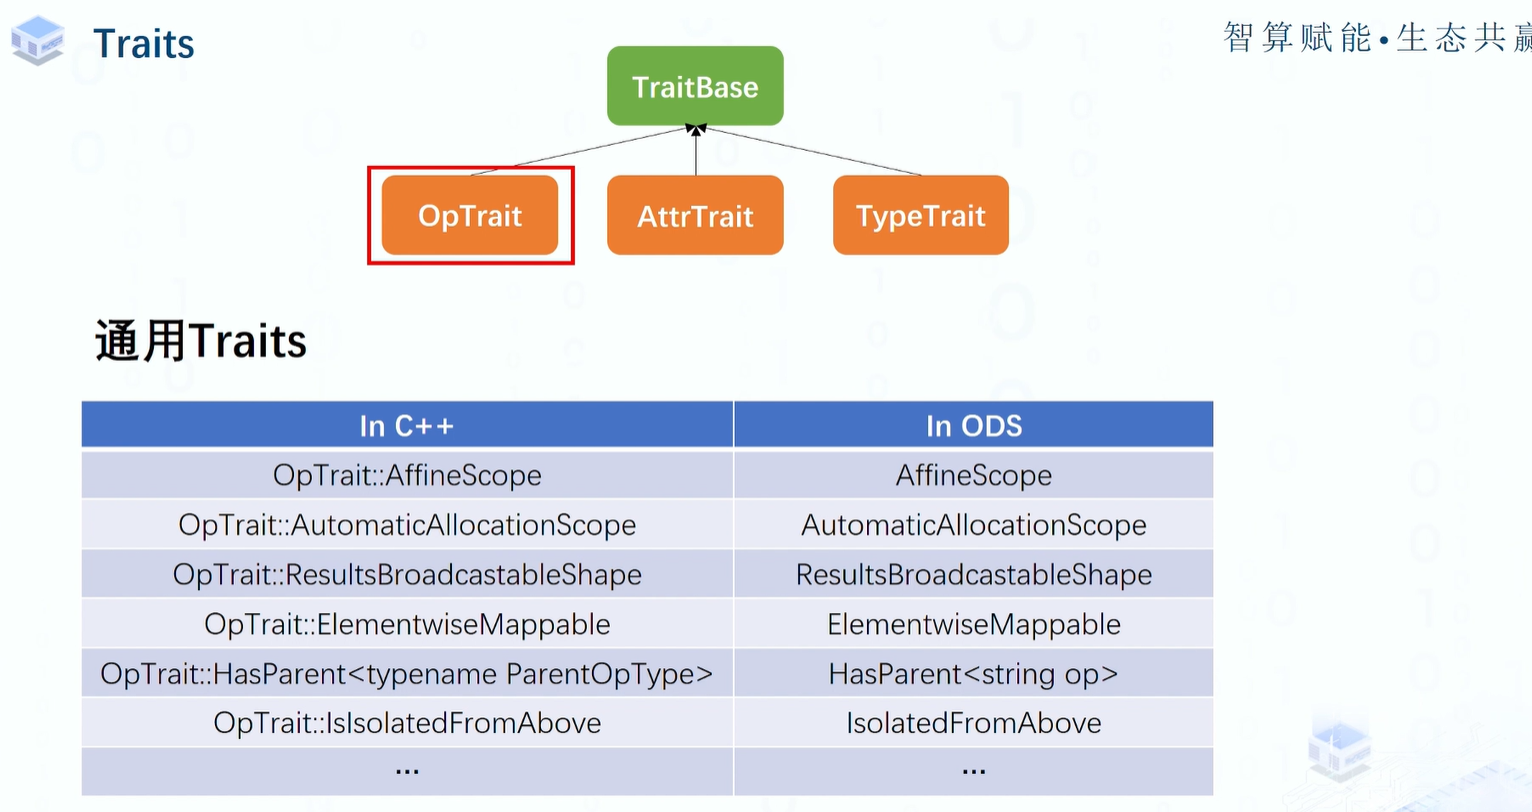 Traits
智算赋能•生态共赢
TraitBase
OpTrait
AttrTrait
TypeTrait
通用Traits
In C++
In ODS
OpTrait::AffineScope
AffineScope
OpTrait::AutomaticAllocationScope
AutomaticAllocationScope
OpTrait::ResultsBroadcastableShape
ResultsBroadcastableShape
OpTrait::ElementwiseMappable
ElementwiseMappable
OpTrait::HasParent<typename ParentOpType>
HasParent<string op>
OpTrait::IsIsolatedFromAbove
IsolatedFromAbove
...
...